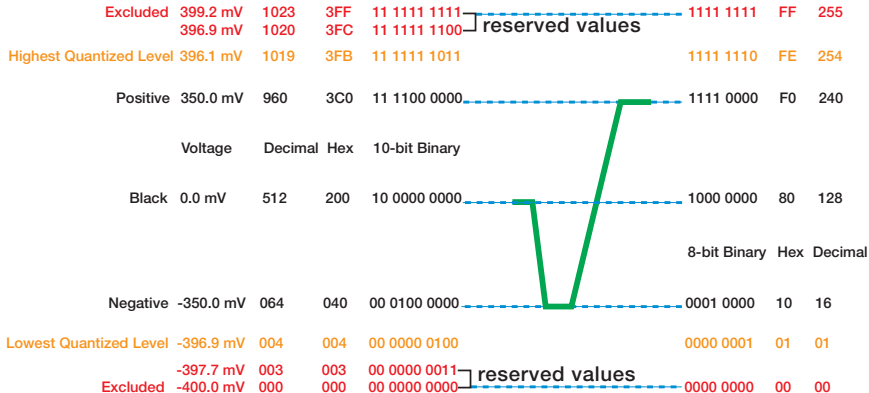 Excluded 399.2 mV 1023 3FF 11 1111 1111 1111 1111 FF 255
396.9 mV 1020 3FC 11 1111 1100 reserved values
Highest Quantized Level 396.1 mV 1019 3FB 11 1111 1011 1111 1110 FE 254
Positive 350.0 mV 960 3C0 11 1100 0000 1111 0000 F0 240
Voltage Decimal Hex 10-bit Binary
Black 0.0 mV 512 200 10 0000 0000 1000 0000 80 128
8-bit Binary Hex Decimal
Negative -350.0 mV 064 040 00 0100 0000 0001 0000 10 16
Lowest Quantized Level -396.9 mV 004 004 00 0000 0100 0000 0001 01 01
-397.7 mV 003 003 00 0000 0011 reserved values
Excluded -400.0 mV 000 000 00 0000 0000 0000 0000 00 00